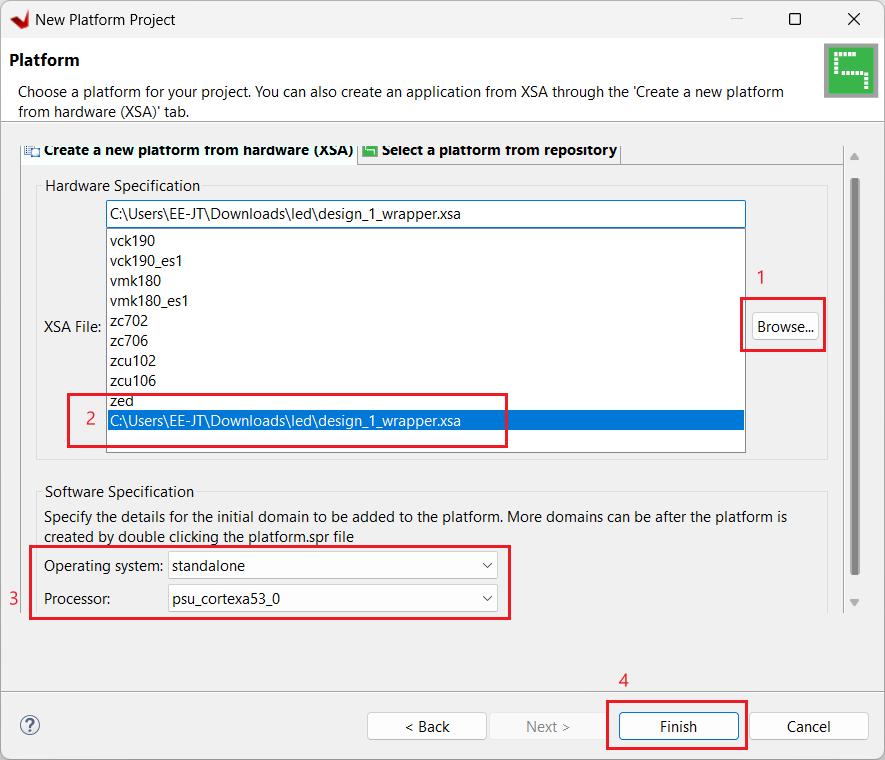 New Platform Project
Platform
Choose a platform for your project. You can also create an application from XSA through the 'Create a new platform
from hardware (XSA)' tab.
Create a new platform from hardware (XSA)
Select a platform from repository
Hardware Specification
C:\Users\EE-JT\Downloads\led\design_1_wrapper.xsa
vck190
vck190_es1
vmk180
1
vmk180_es1
zc702
XSA File:
Browse...
zc706
zcu102
zcu106
zed
2
C:\Users\EE-JT\Downloads\led\design_1_wrapper.xsa
Software Specification
Specify the details for the initial domain to be added to the platform. More domains can be after the platform is
created by double clicking the platform.spr file
Operating system: standalone
3
Processor: psu_cortexa53_0
4
?
< Back
Next >
Finish
Cancel